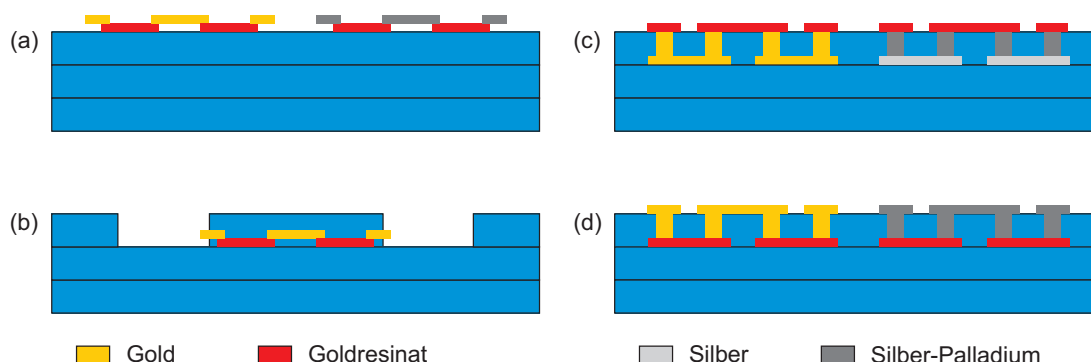 (a)
(c)
(b)
(d)
Gold
Goldresinat
Silber
Silber-Palladium